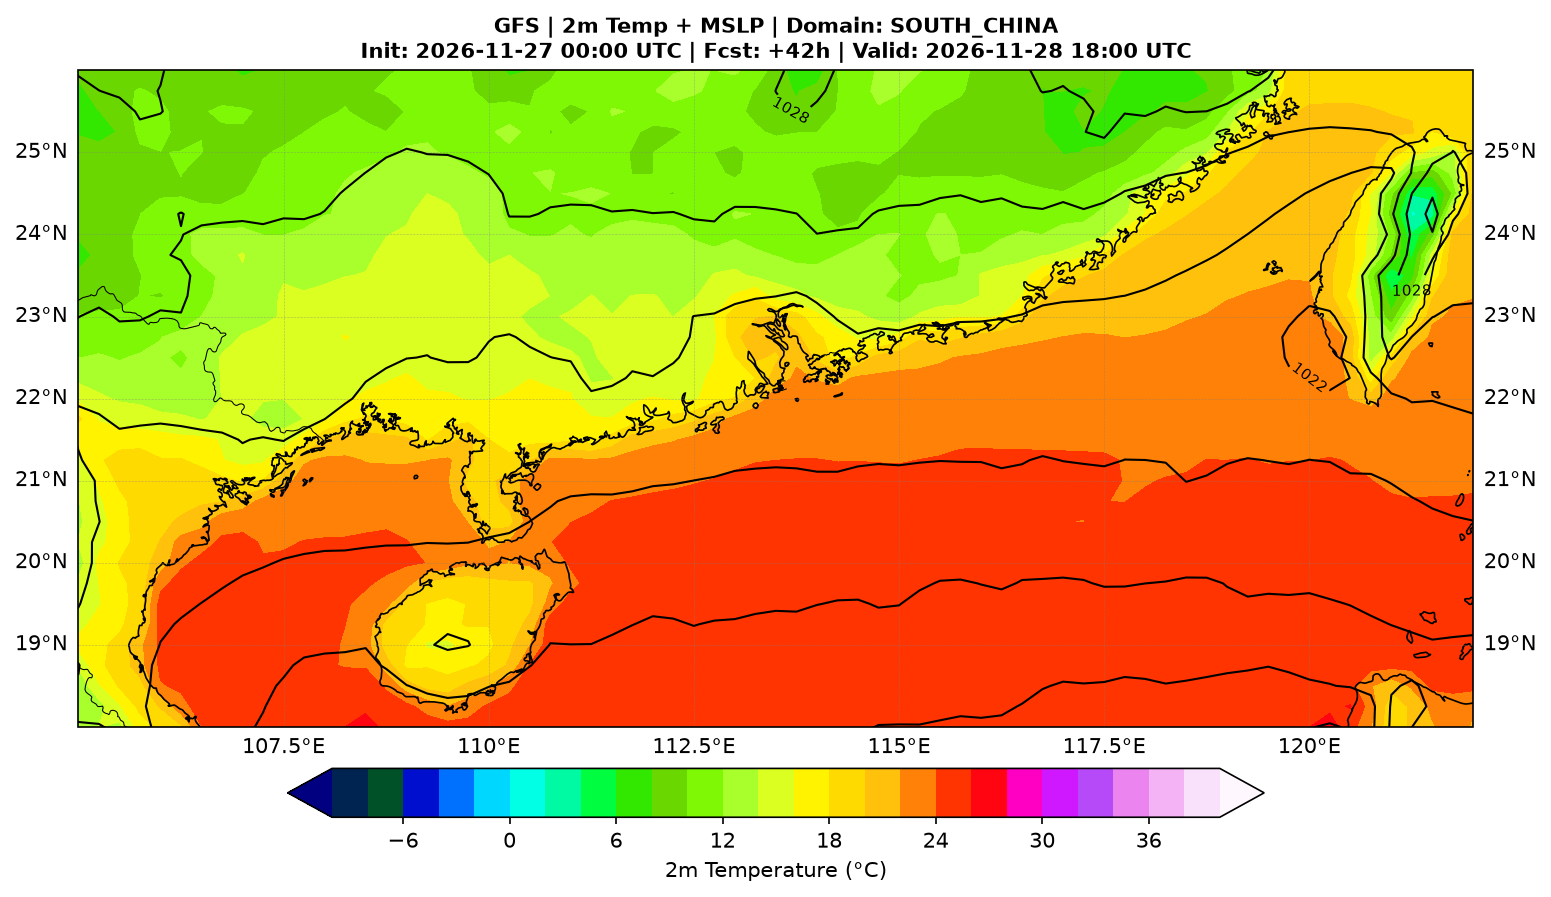 GFS | 2m Temp + MSLP | Domain: SOUTH_CHINA
Init: 2026-11-27 00:00 UTC | Fcst: +42h | Valid: 2026-11-28 18:00 UTC
1028
25°N
25°N
24°N
24°N
1028
23°N
23°N
1022
22°N
22°N
21°N
21°N
20°N
20°N
19°N
19°N
107.5°E 110°E 112.5°E 115°E 117.5°E 120°E
−6 0 6 12 18 24 30 36
2m Temperature (°C)